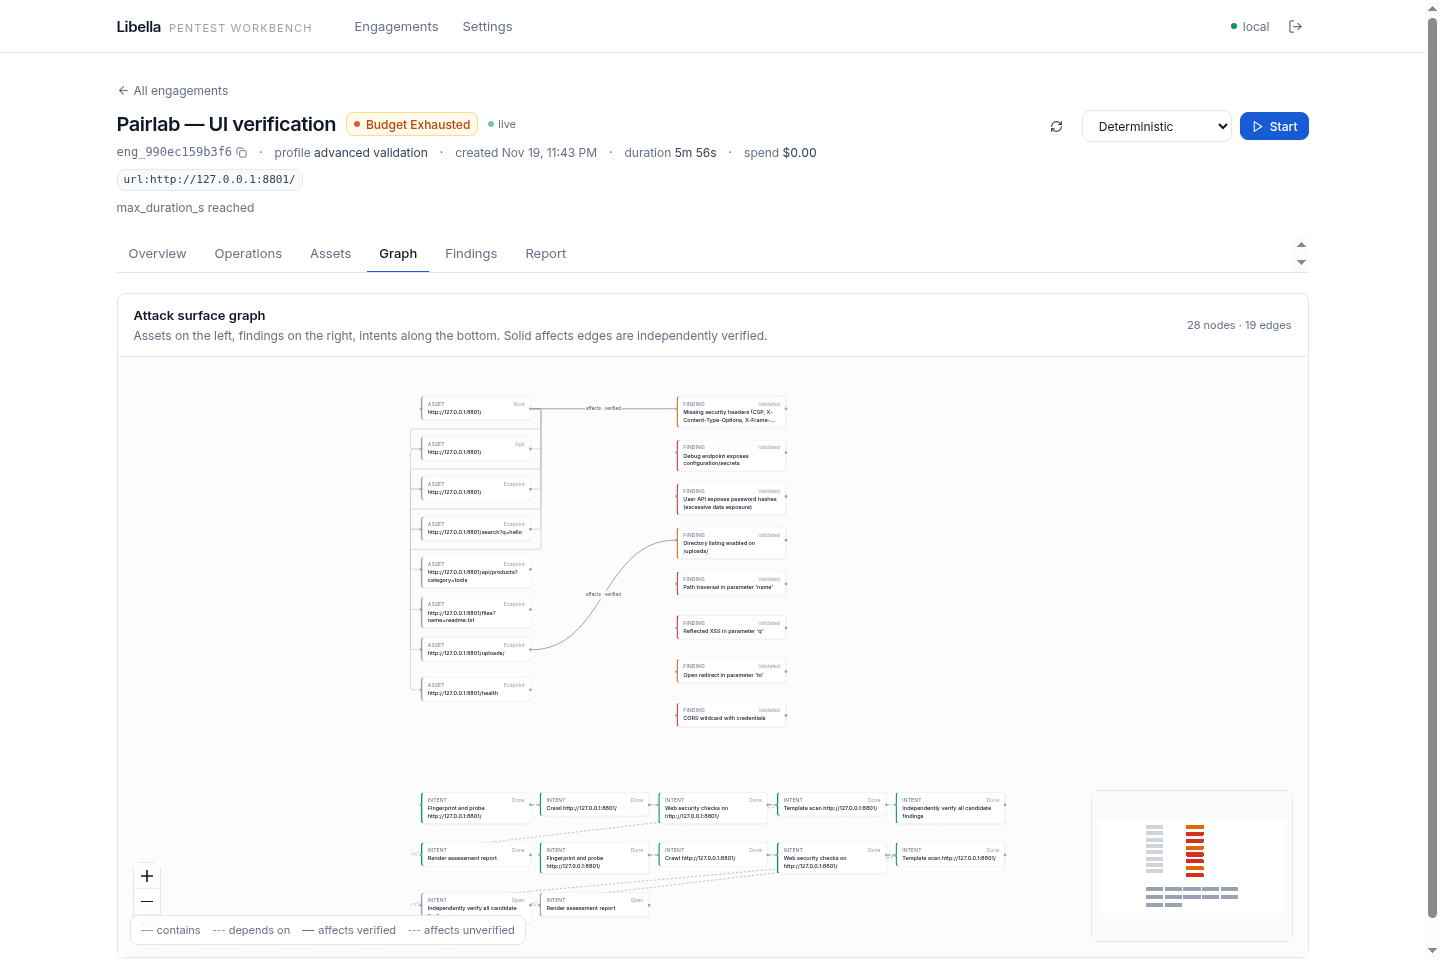 Libella PENTEST WORKBENCH Engagements Settings local
All engagements
Pairlab — UI verification Budget Exhausted live Deterministic Start
eng_990ec159b3f6 · profile advanced validation · created Nov 19, 11:43 PM · duration 5m 56s · spend $0.00
url:http://127.0.0.1:8801/
max_duration_s reached
Overview Operations Assets Graph Findings Report
Attack surface graph
Assets on the left, findings on the right, intents along the bottom. Solid affects edges are independently verified.
28 nodes · 19 edges
ASSET Root
http://127.0.0.1:8801/
ASSET App
http://127.0.0.1:8801/
ASSET Endpoint
http://127.0.0.1:8801/
ASSET Endpoint
http://127.0.0.1:8801/search?q=hello
ASSET Endpoint
http://127.0.0.1:8801/api/products?
category=tools
ASSET Endpoint
http://127.0.0.1:8801/files?
name=readme.txt
ASSET Endpoint
http://127.0.0.1:8801/uploads/
ASSET Endpoint
http://127.0.0.1:8801/health
affects · verified
affects · verified
FINDING Validated
Missing security headers (CSP, X-
Content-Type-Options, X-Frame-...
FINDING Validated
Debug endpoint exposes
configuration/secrets
FINDING Validated
User API exposes password hashes
(excessive data exposure)
FINDING Validated
Directory listing enabled on
/uploads/
FINDING Validated
Path traversal in parameter 'name'
FINDING Validated
Reflected XSS in parameter 'q'
FINDING Validated
Open redirect in parameter 'to'
FINDING Validated
CORS wildcard with credentials
INTENT Done
Fingerprint and probe
http://127.0.0.1:8801/
INTENT Done
Crawl http://127.0.0.1:8801/
INTENT Done
Web security checks on
http://127.0.0.1:8801/
INTENT Done
Template scan http://127.0.0.1:8801/
INTENT Done
Independently verify all candidate
findings
INTENT Done
Render assessment report
INTENT Done
Fingerprint and probe
http://127.0.0.1:8801/
INTENT Done
Crawl http://127.0.0.1:8801/
INTENT Done
Web security checks on
http://127.0.0.1:8801/
INTENT Done
Template scan http://127.0.0.1:8801/
INTENT Open
Independently verify all candidate
INTENT Open
Render assessment report
contains depends on affects verified affects unverified